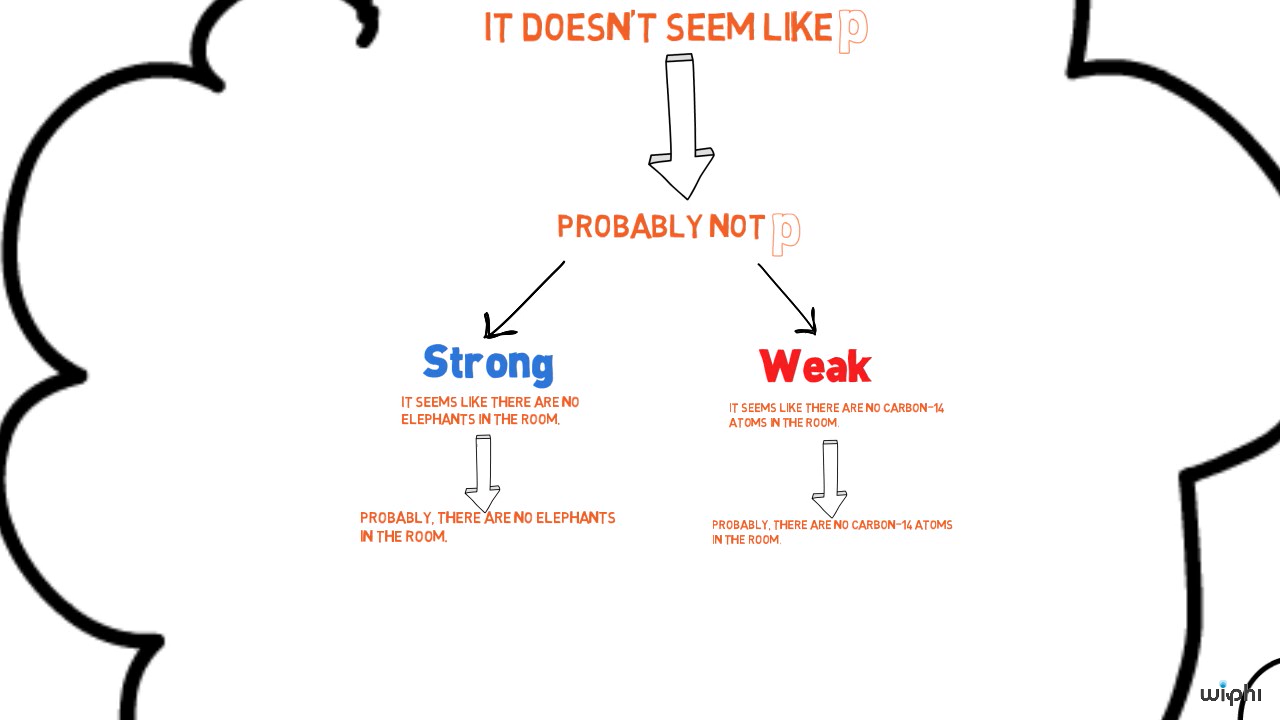 IT DOESN'T SEEM LIKE p
PROBABLY NOT p
Strong
IT SEEMS LIKE THERE ARE NO
ELEPHANTS IN THE ROOM.
PROBABLY, THERE ARE NO ELEPHANTS
IN THE ROOM.
Weak
IT SEEMS LIKE THERE ARE NO CARBON-14
ATOMS IN THE ROOM.
PROBABLY, THERE ARE NO CARBON-14 ATOMS
IN THE ROOM.
wiphi